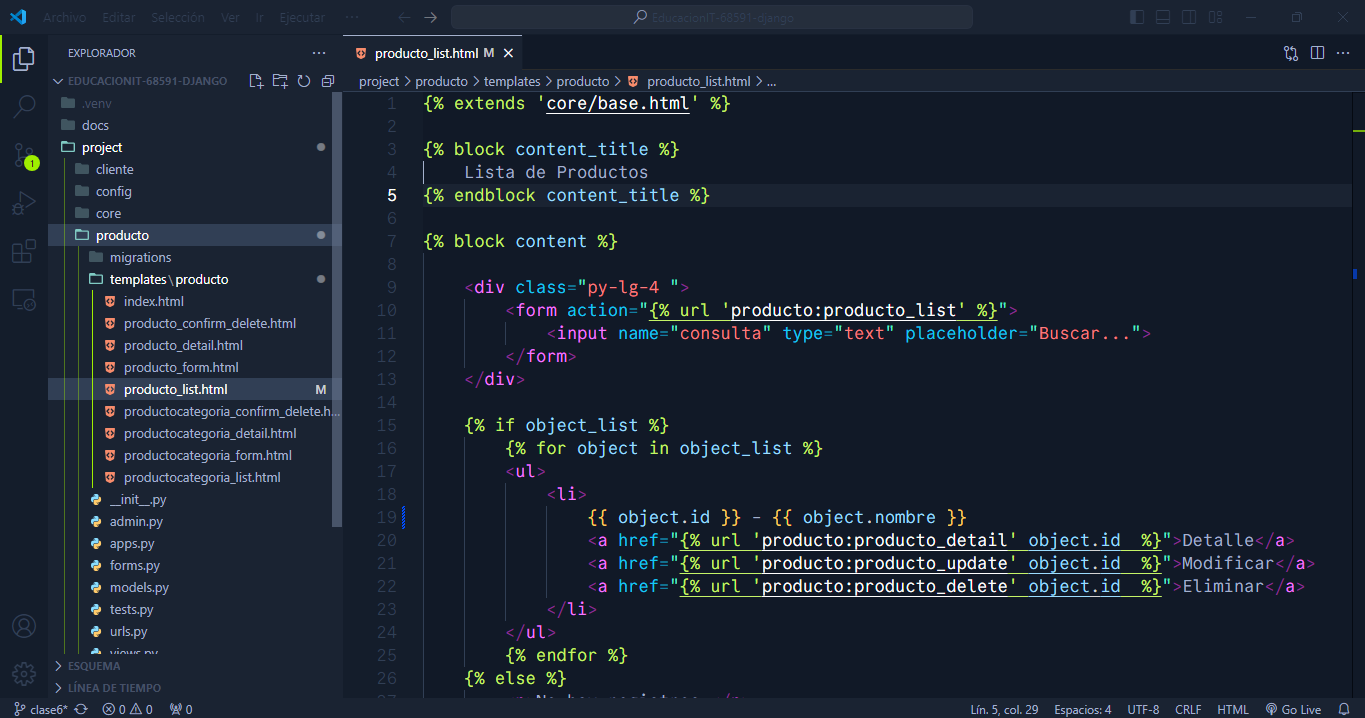 Archivo Editar Selección Ver Ir Ejecutar ... EducacionIT-68591-django
EXPLORADOR ...
EDUCACIONIT-68591-DJANGO
.venv
docs
project
cliente
config
core
producto
migrations
templates\producto
index.html
producto_confirm_delete.html
producto_detail.html
producto_form.html
producto_list.html M
productocategoria_confirm_delete.h...
productocategoria_detail.html
productocategoria_form.html
productocategoria_list.html
__init__.py
admin.py
apps.py
forms.py
models.py
tests.py
urls.py
views.py
ESQUEMA
LÍNEA DE TIEMPO
1
producto_list.html M
project > producto > templates > producto > producto_list.html > ...
1 {% extends 'core/base.html' %}
2
3 {% block content_title %}
4 Lista de Productos
5 {% endblock content_title %}
6
7 {% block content %}
8
9 <div class="py-lg-4 ">
10 <form action="{% url 'producto:producto_list' %}">
11 <input name="consulta" type="text" placeholder="Buscar...">
12 </form>
13 </div>
14
15 {% if object_list %}
16 {% for object in object_list %}
17 <ul>
18 <li>
19 {{ object.id }} - {{ object.nombre }}
20 <a href="{% url 'producto:producto_detail' object.id  %}">Detalle</a>
21 <a href="{% url 'producto:producto_update' object.id  %}">Modificar</a>
22 <a href="{% url 'producto:producto_delete' object.id  %}">Eliminar</a>
23 </li>
24 </ul>
25 {% endfor %}
26 {% else %}
clase6* 0 0 0 Lín. 5, col. 29 Espacios: 4 UTF-8 CRLF HTML Go Live